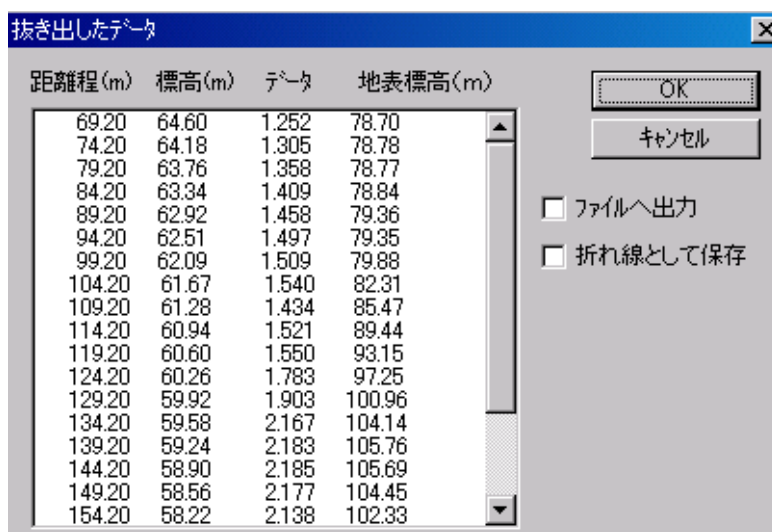 抜き出したﾃﾞｰﾀ
距離程(m) 標高(m) ﾃﾞｰﾀ 地表標高(m)
69.20 64.60 1.252 78.70
74.20 64.18 1.305 78.78
79.20 63.76 1.358 78.77
84.20 63.34 1.409 78.84
89.20 62.92 1.458 79.36
94.20 62.51 1.497 79.35
99.20 62.09 1.509 79.88
104.20 61.67 1.540 82.31
109.20 61.28 1.434 85.47
114.20 60.94 1.521 89.44
119.20 60.60 1.550 93.15
124.20 60.26 1.783 97.25
129.20 59.92 1.903 100.96
134.20 59.58 2.167 104.14
139.20 59.24 2.183 105.76
144.20 58.90 2.185 105.69
149.20 58.56 2.177 104.45
154.20 58.22 2.138 102.33
OK
ｷｬﾝｾﾙ
ﾌｧｲﾙへ出力
折れ線として保存